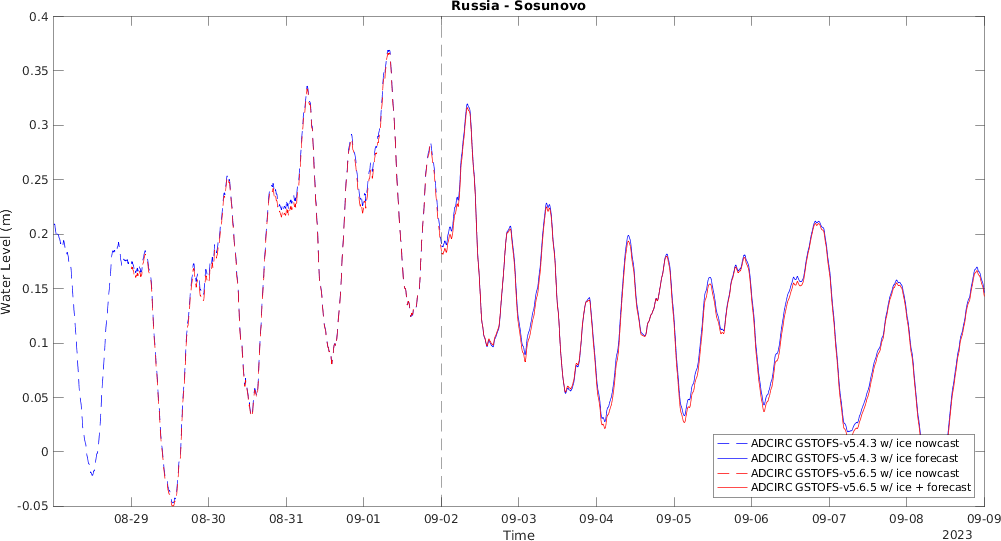 Russia - Sosunovo
0.4
0.35
0.3
0.25
0.2
0.15
0.1
0.05
0
-0.05
Water Level (m)
08-29 08-30 08-31 09-01 09-02 09-03 09-04 09-05 09-06 09-07 09-08 09-09
Time
2023
ADCIRC GSTOFS-v5.4.3 w/ ice nowcast
ADCIRC GSTOFS-v5.4.3 w/ ice forecast
ADCIRC GSTOFS-v5.6.5 w/ ice nowcast
ADCIRC GSTOFS-v5.6.5 w/ ice + forecast